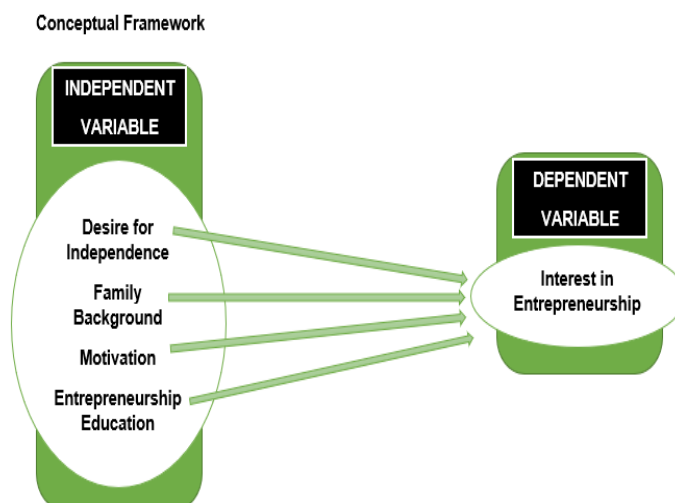 Conceptual Framework
INDEPENDENT
VARIABLE
Desire for
Independence
Family
Background
Motivation
Entrepreneurship
Education
DEPENDENT
VARIABLE
Interest in
Entrepreneurship